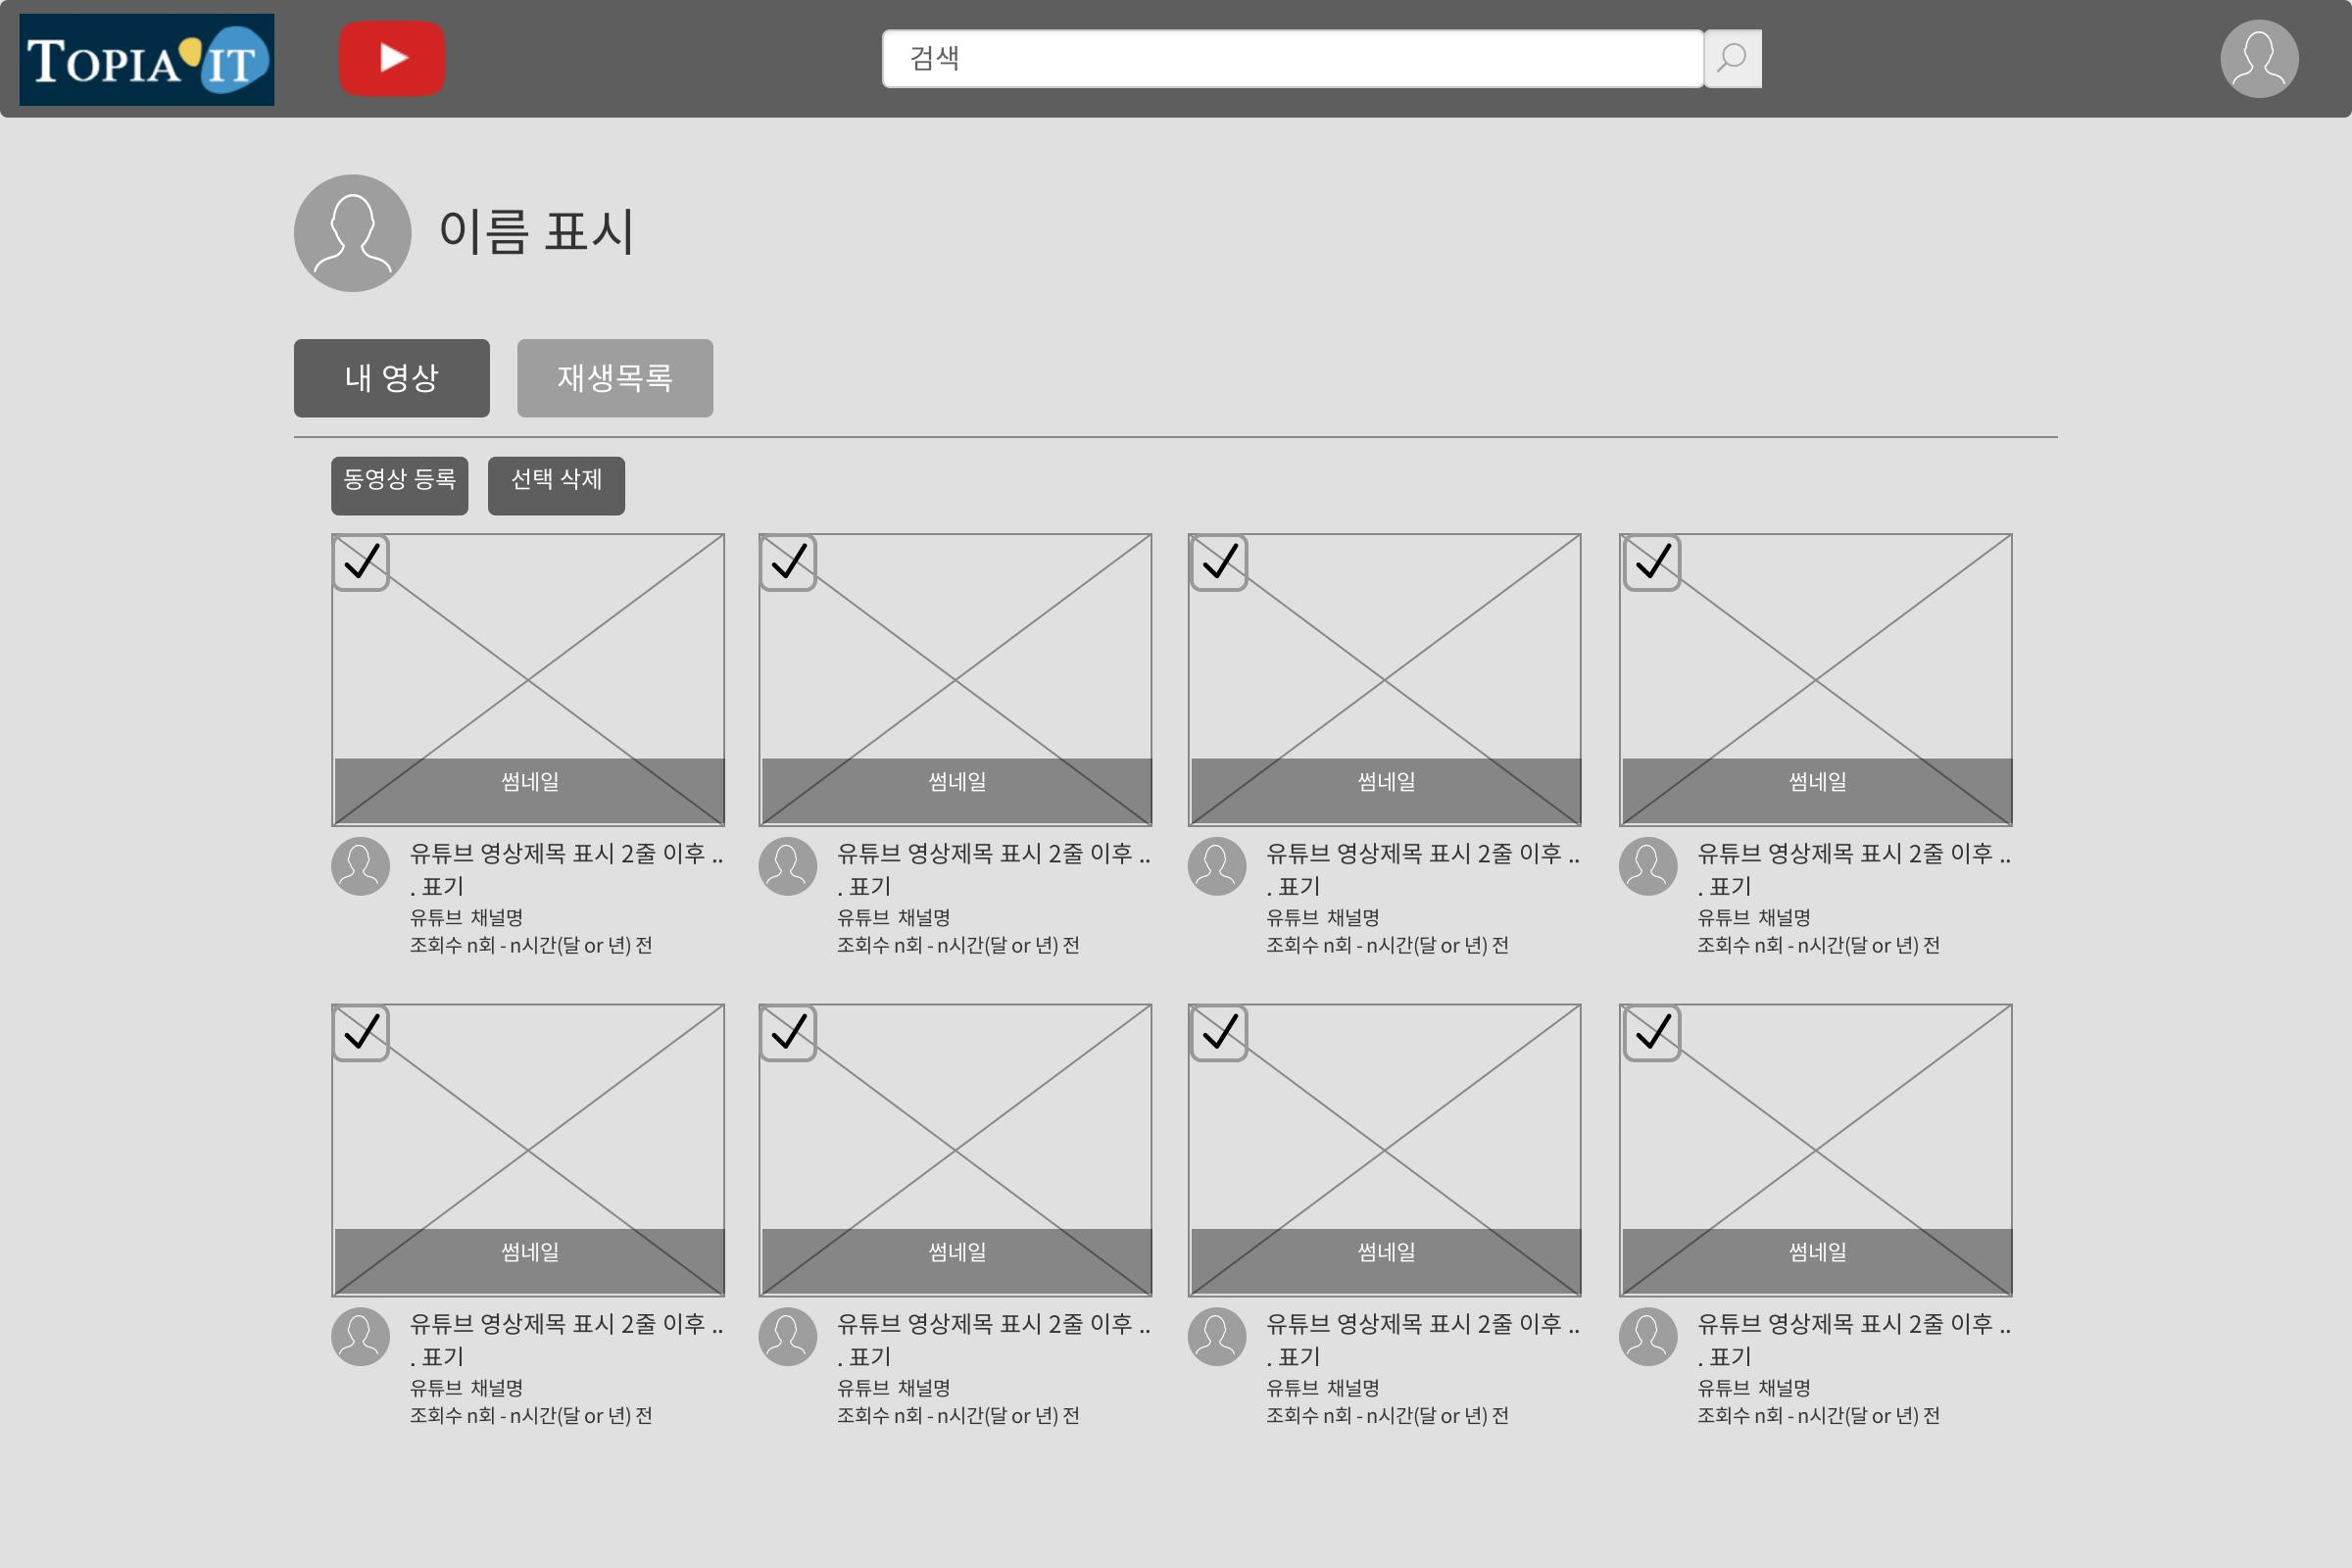 TOPIA IT
검색
이름 표시
내 영상
재생목록
동영상 등록
선택 삭제
썸네일
썸네일
썸네일
썸네일
유튜브 영상제목 표시 2줄 이후 ..
. 표기
유튜브 채널명
조회수 n회 - n시간(달 or 년) 전
유튜브 영상제목 표시 2줄 이후 ..
. 표기
유튜브 채널명
조회수 n회 - n시간(달 or 년) 전
유튜브 영상제목 표시 2줄 이후 ..
. 표기
유튜브 채널명
조회수 n회 - n시간(달 or 년) 전
유튜브 영상제목 표시 2줄 이후 ..
. 표기
유튜브 채널명
조회수 n회 - n시간(달 or 년) 전
썸네일
썸네일
썸네일
썸네일
유튜브 영상제목 표시 2줄 이후 ..
. 표기
유튜브 채널명
조회수 n회 - n시간(달 or 년) 전
유튜브 영상제목 표시 2줄 이후 ..
. 표기
유튜브 채널명
조회수 n회 - n시간(달 or 년) 전
유튜브 영상제목 표시 2줄 이후 ..
. 표기
유튜브 채널명
조회수 n회 - n시간(달 or 년) 전
유튜브 영상제목 표시 2줄 이후 ..
. 표기
유튜브 채널명
조회수 n회 - n시간(달 or 년) 전